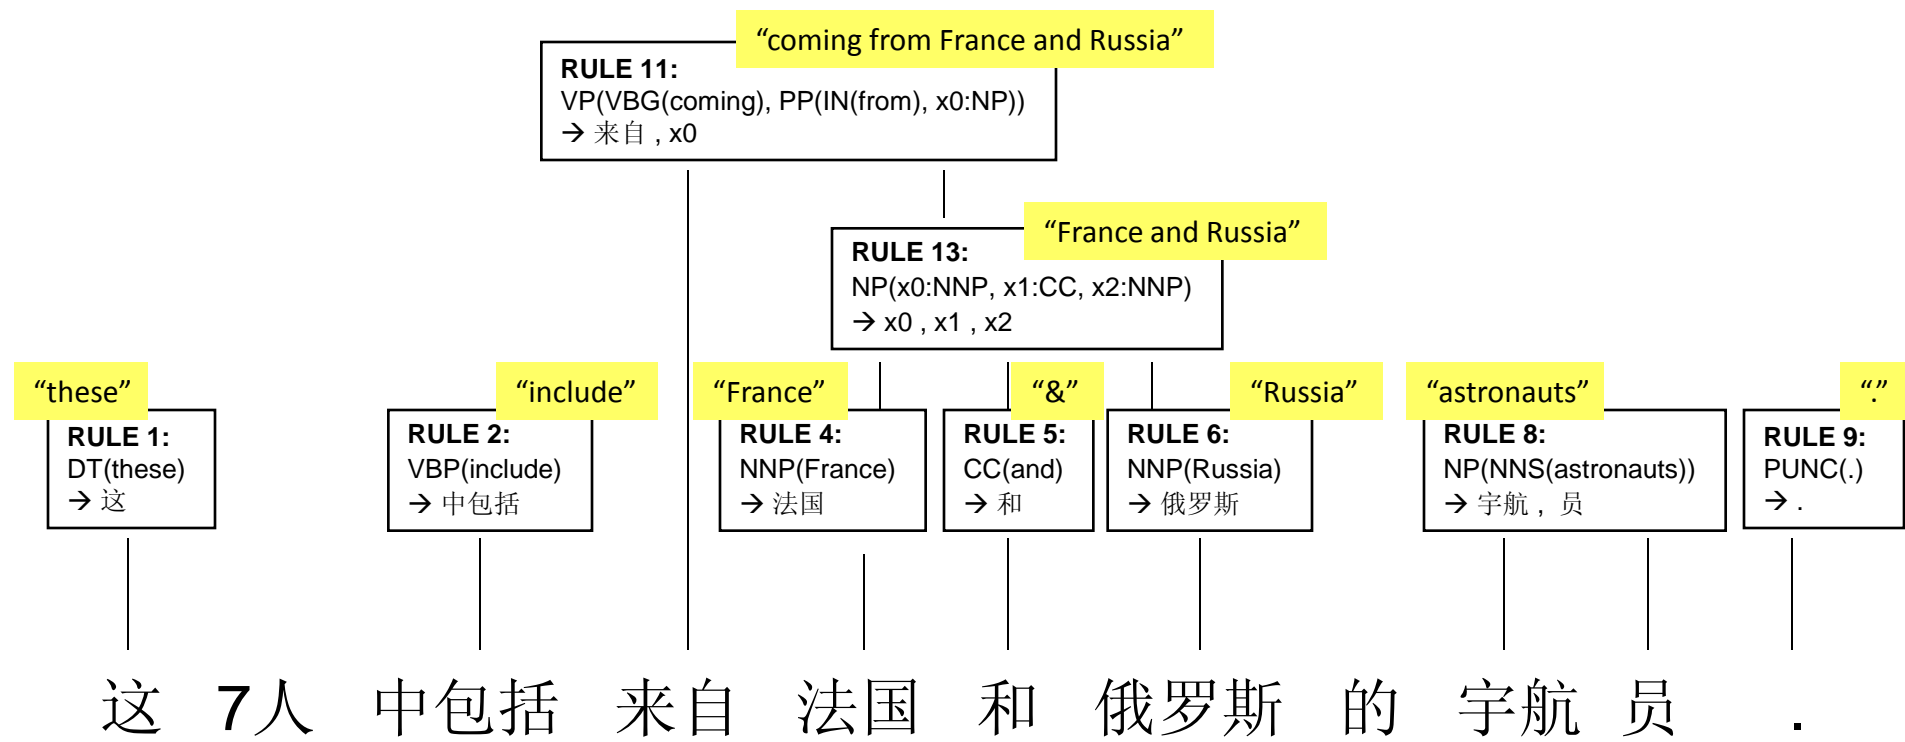 “coming from France and Russia”
RULE 11:
VP(VBG(coming), PP(IN(from), x0:NP))
→ 来自 , x0
“France and Russia”
RULE 13:
NP(x0:NNP, x1:CC, x2:NNP)
→ x0 , x1 , x2
“these”
RULE 1:
DT(these)
→ 这
“include”
RULE 2:
VBP(include)
→ 中包括
“France”
RULE 4:
NNP(France)
→ 法国
“&”
RULE 5:
CC(and)
→ 和
“Russia”
RULE 6:
NNP(Russia)
→ 俄罗斯
“astronauts”
RULE 8:
NP(NNS(astronauts))
→ 宇航 , 员
“.”
RULE 9:
PUNC(.)
→ .
这 7人 中包括 来自 法国 和 俄罗斯 的 宇航 员 .